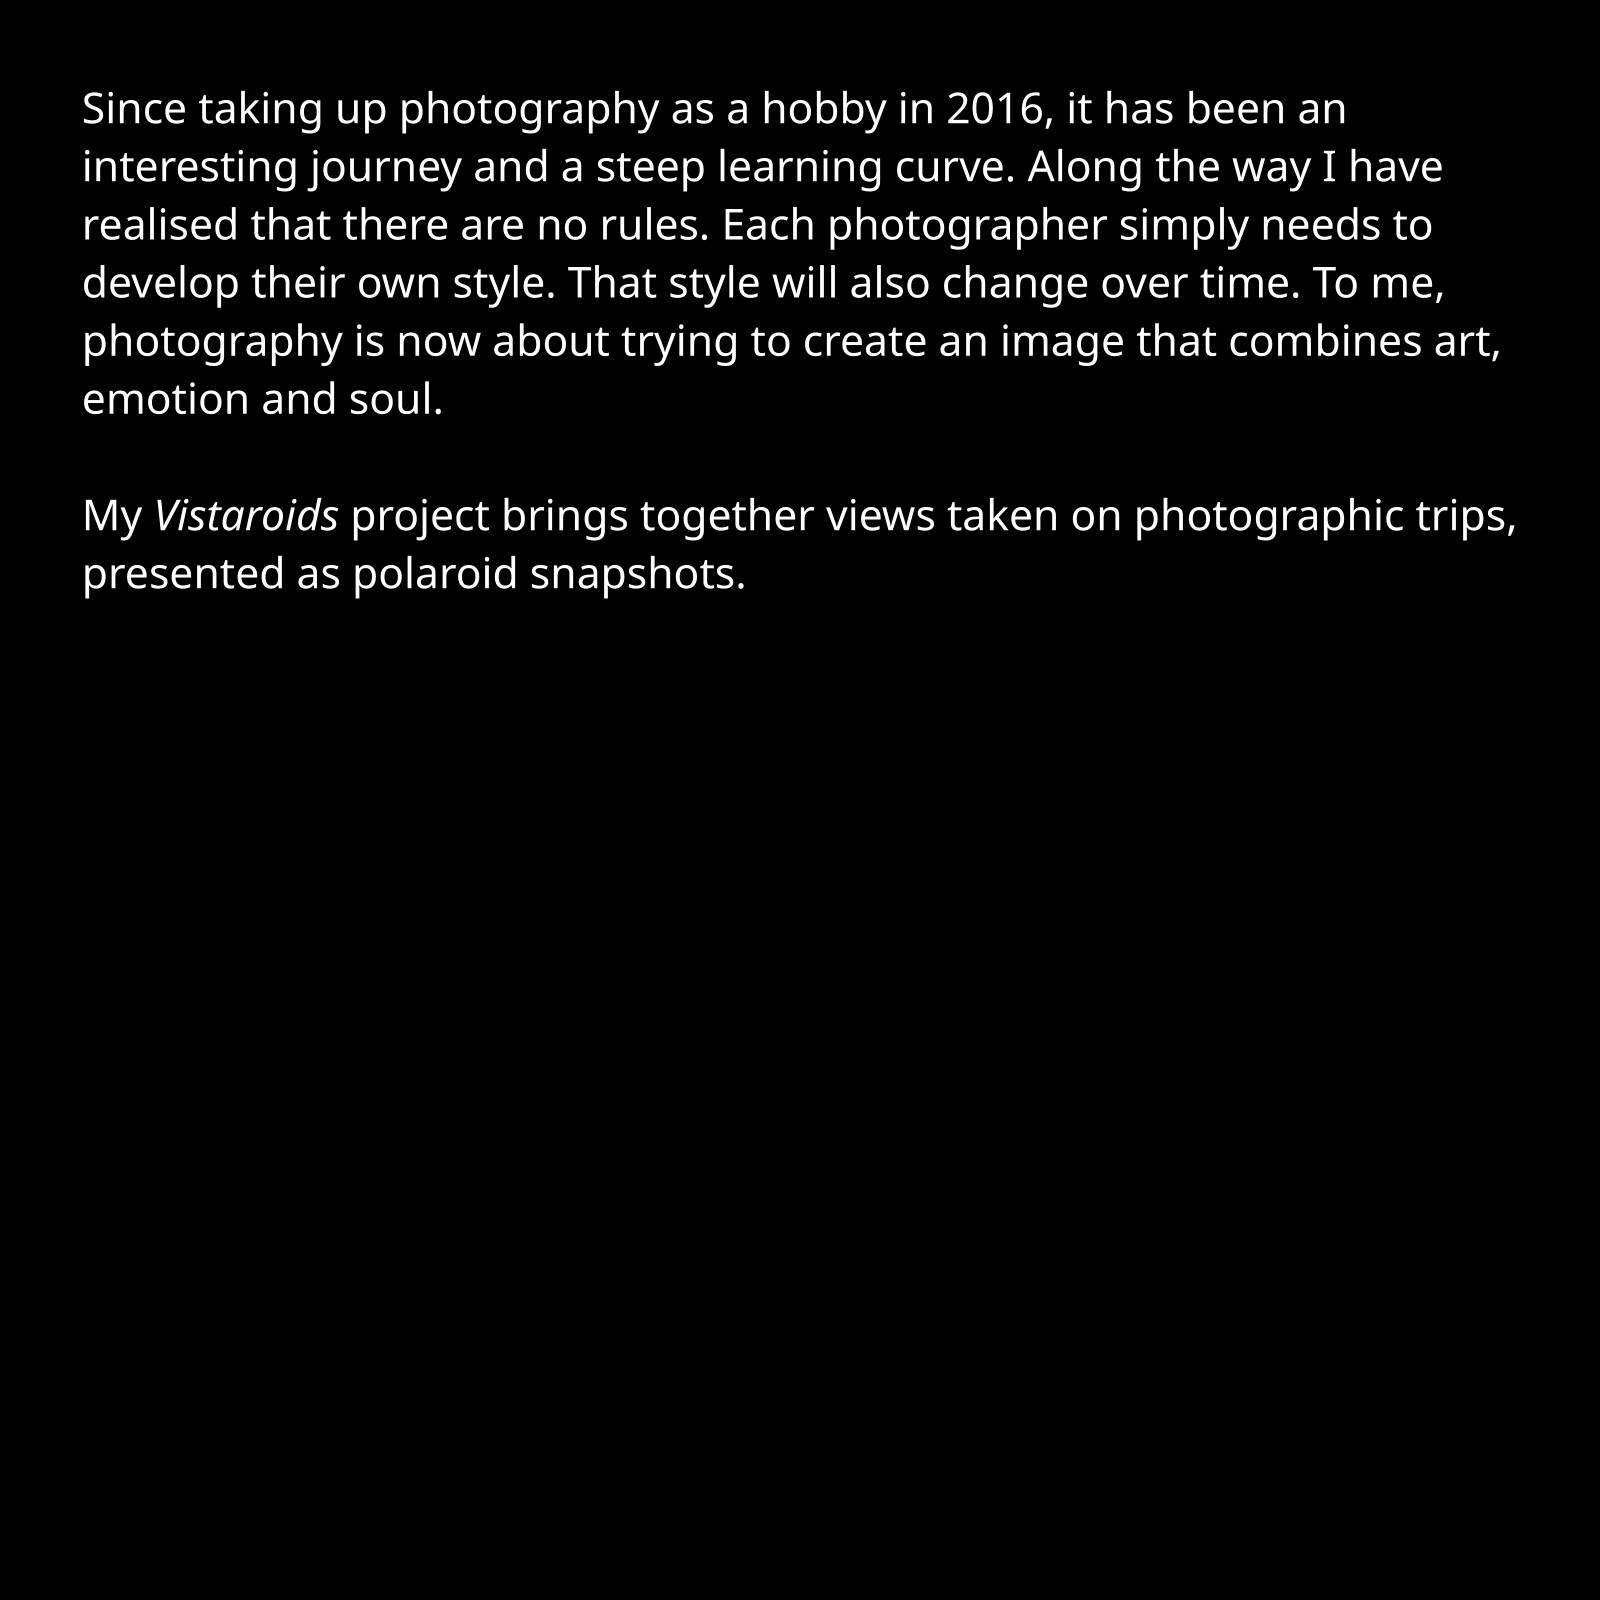 Since taking up photography as a hobby in 2016, it has been an
interesting journey and a steep learning curve. Along the way I have
realised that there are no rules. Each photographer simply needs to
develop their own style. That style will also change over time. To me,
photography is now about trying to create an image that combines art,
emotion and soul.

My Vistaroids project brings together views taken on photographic trips,
presented as polaroid snapshots.